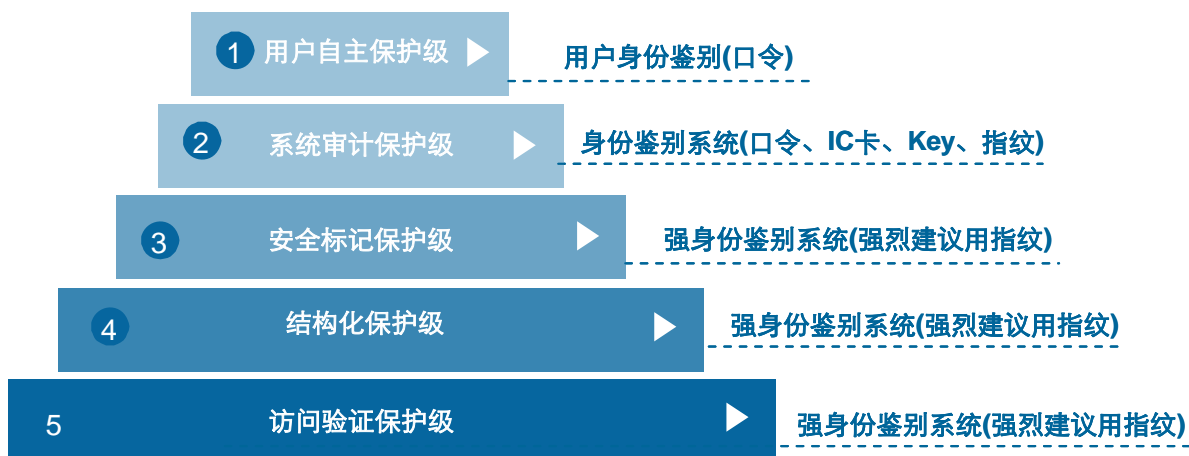 1 用户自主保护级 用户身份鉴别(口令)
2 系统审计保护级 身份鉴别系统(口令、IC卡、Key、指纹)
3 安全标记保护级 强身份鉴别系统(强烈建议用指纹)
4 结构化保护级 强身份鉴别系统(强烈建议用指纹)
5 访问验证保护级 强身份鉴别系统(强烈建议用指纹)